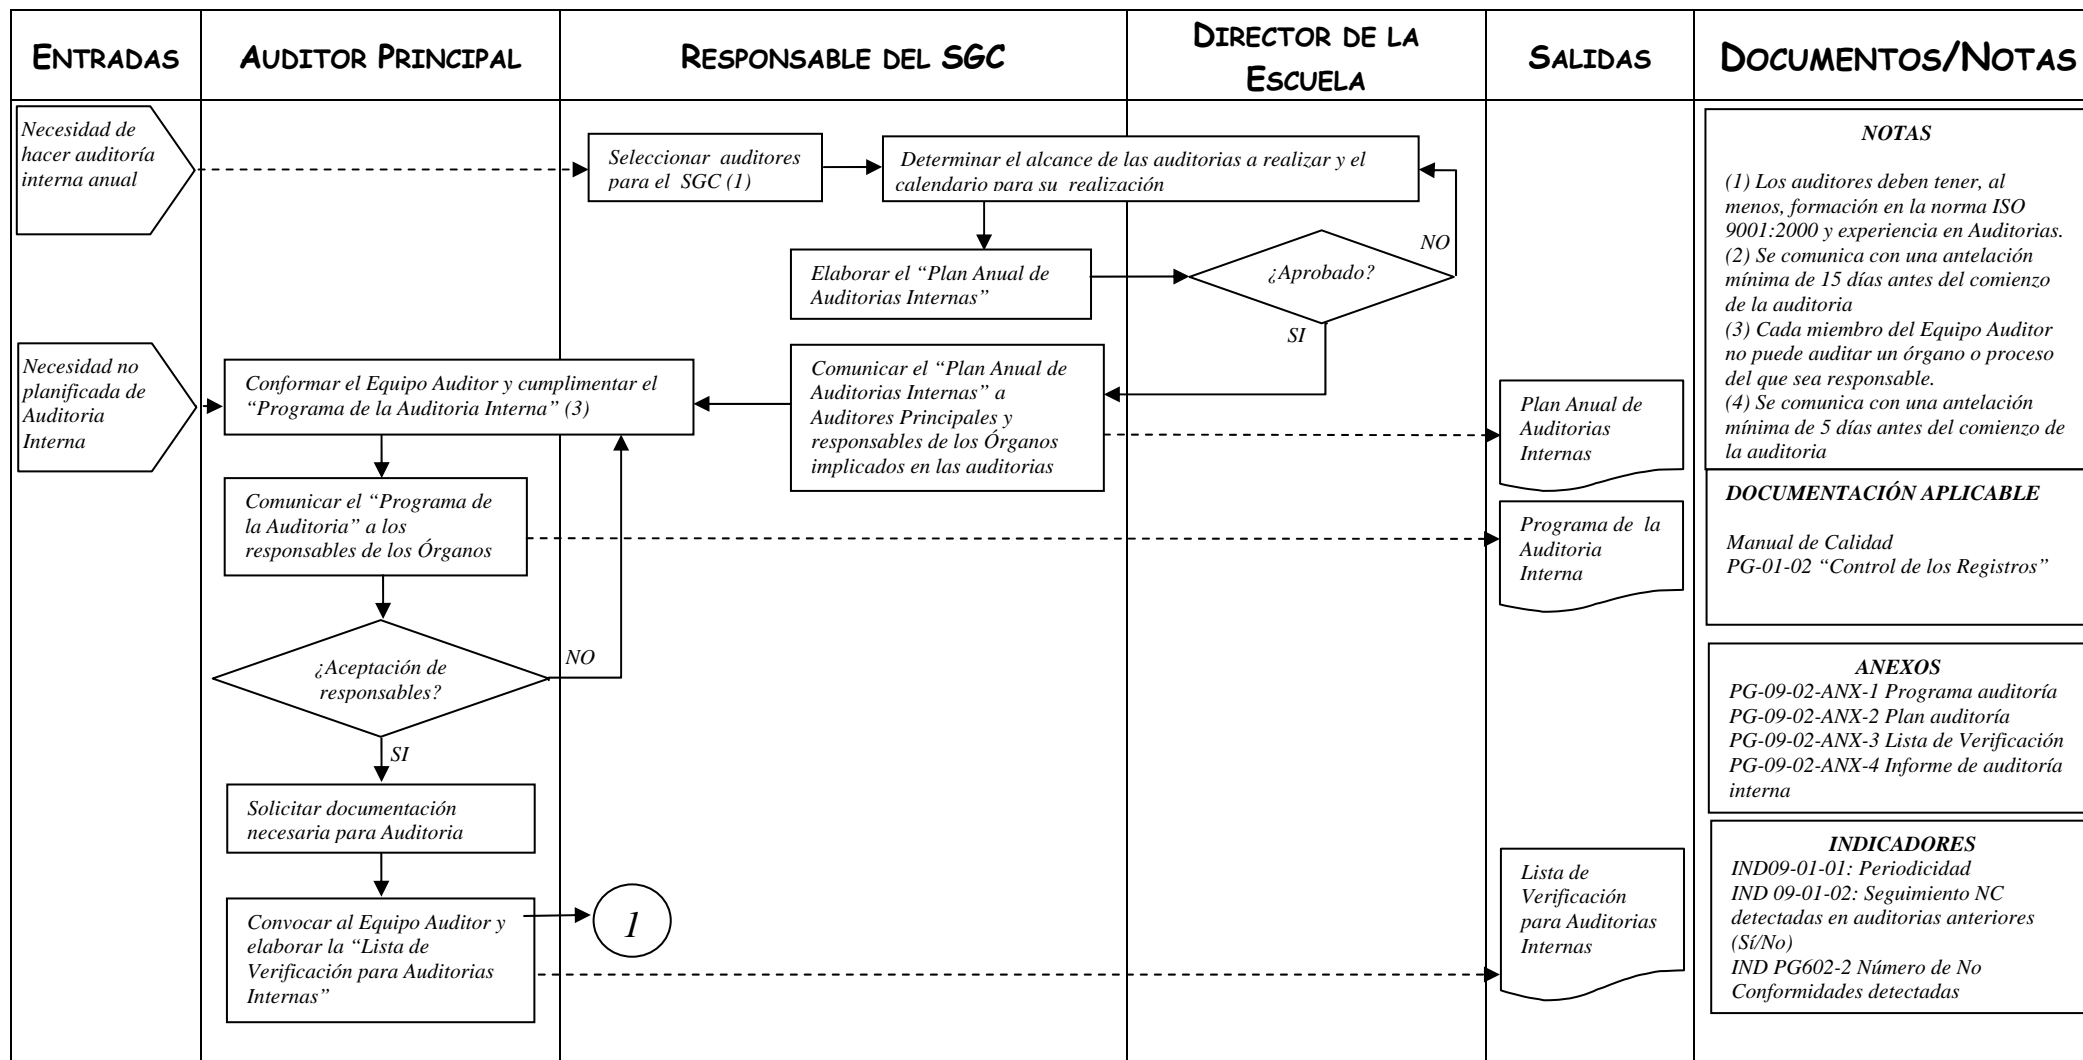 ENTRADAS
AUDITOR PRINCIPAL
RESPONSABLE DEL SGC
DIRECTOR DE LA
ESCUELA
SALIDAS
DOCUMENTOS/NOTAS
Necesidad de
hacer auditoría
interna anual
Seleccionar auditores
para el SGC (1)
Determinar el alcance de las auditorias a realizar y el
calendario para su realización
Elaborar el “Plan Anual de
Auditorias Internas”
¿Aprobado?
NO
SI
Necesidad no
planificada de
Auditoria
Interna
Conformar el Equipo Auditor y cumplimentar el
“Programa de la Auditoria Interna” (3)
Comunicar el “Plan Anual de
Auditorias Internas” a
Auditores Principales y
responsables de los Órganos
implicados en las auditorias
Plan Anual de
Auditorias
Internas
Comunicar el “Programa de
la Auditoria” a los
responsables de los Órganos
Programa de la
Auditoria
Interna
¿Aceptación de
responsables?
NO
SI
Solicitar documentación
necesaria para Auditoria
Convocar al Equipo Auditor y
elaborar la “Lista de
Verificación para Auditorias
Internas”
1
Lista de
Verificación
para Auditorias
Internas
NOTAS
(1) Los auditores deben tener, al
menos, formación en la norma ISO
9001:2000 y experiencia en Auditorias.
(2) Se comunica con una antelación
mínima de 15 días antes del comienzo
de la auditoria
(3) Cada miembro del Equipo Auditor
no puede auditar un órgano o proceso
del que sea responsable.
(4) Se comunica con una antelación
mínima de 5 días antes del comienzo de
la auditoria
DOCUMENTACIÓN APLICABLE
Manual de Calidad
PG-01-02 “Control de los Registros”
ANEXOS
PG-09-02-ANX-1 Programa auditoría
PG-09-02-ANX-2 Plan auditoría
PG-09-02-ANX-3 Lista de Verificación
PG-09-02-ANX-4 Informe de auditoría
interna
INDICADORES
IND09-01-01: Periodicidad
IND 09-01-02: Seguimiento NC
detectadas en auditorias anteriores
(Sí/No)
IND PG602-2 Número de No
Conformidades detectadas